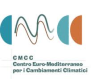 CMCC
Centro Euro-Mediterraneo
per i Cambiamenti Climatici